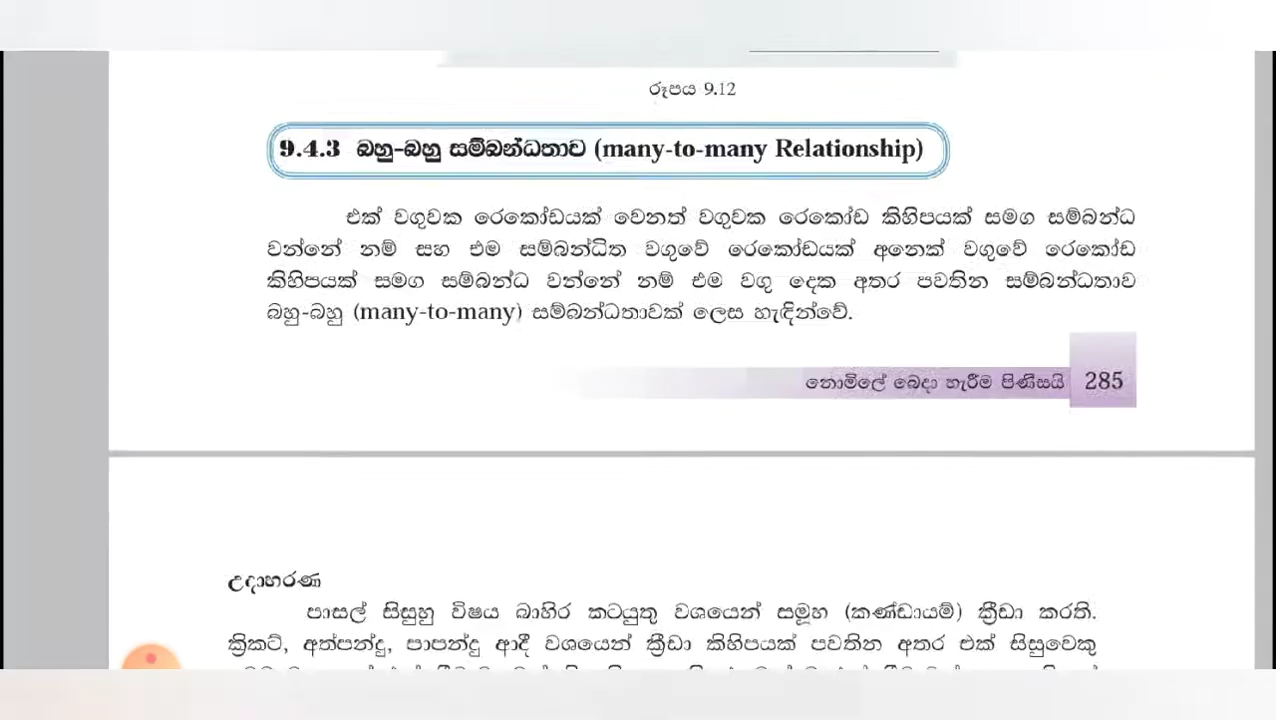 රූපය 9.12
9.4.3 බහු-බහු සම්බන්ධතාව (many-to-many Relationship)
එක් වගුවක රෙකෝඩයක් වෙනත් වගුවක රෙකෝඩ කිහිපයක් සමග සම්බන්ධ
වන්නේ නම් සහ එම සම්බන්ධිත වගුවේ රෙකෝඩයක් අනෙක් වගුවේ රෙකෝඩ
කිහිපයක් සමග සම්බන්ධ වන්නේ නම් එම වගු දෙක අතර පවතින සම්බන්ධතාව
බහු-බහු (many-to-many) සම්බන්ධතාවක් ලෙස හැඳින්වේ.
නොමිලේ බෙදා හැරීම පිණිසයි 285
උදාහරණ
පාසල් සිසුහු විෂය බාහිර කටයුතු වශයෙන් සමූහ (කණ්ඩායම්) ක්‍රීඩා කරති.
ක්‍රිකට්, අත්පන්දු, පාපන්දු ආදී වශයෙන් ක්‍රීඩා කිහිපයක් පවතින අතර එක් සිසුවෙකු